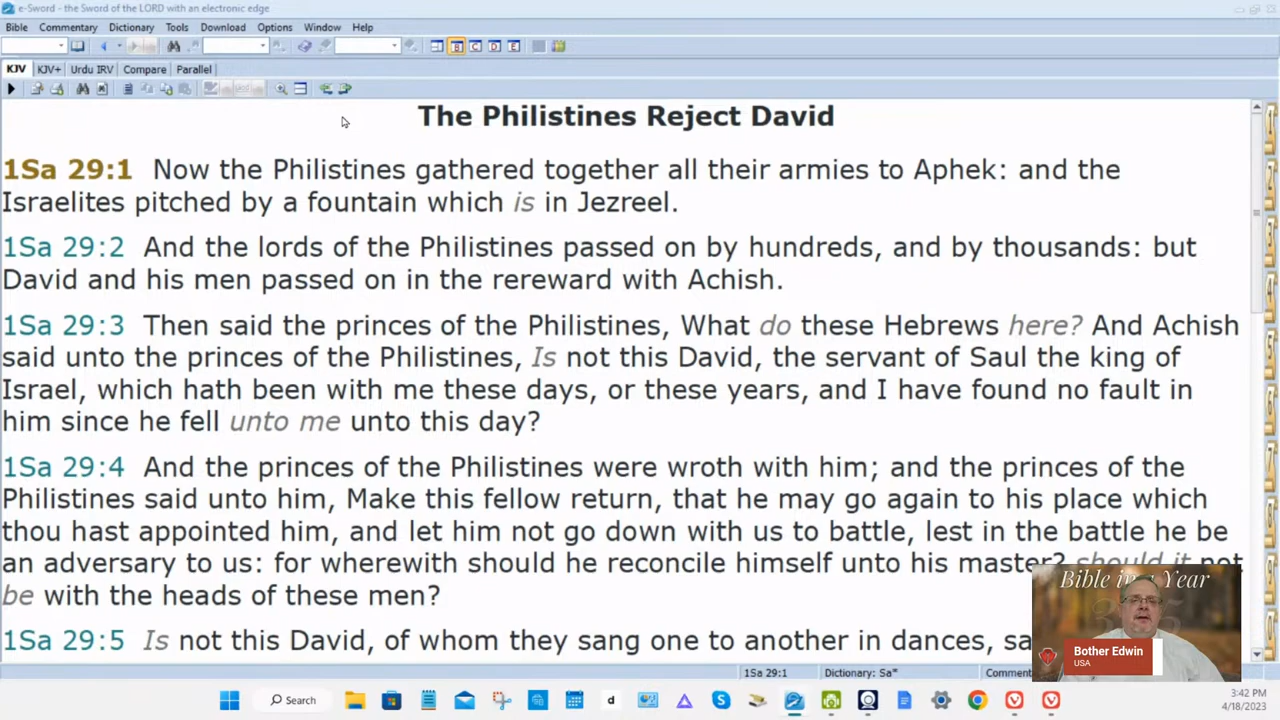 e-Sword - the Sword of the LORD with an electronic edge
Bible Commentary Dictionary Tools Download Options Window Help
B C D E
KJV KJV+ Urdu IRV Compare Parallel
The Philistines Reject David
1Sa 29:1 Now the Philistines gathered together all their armies to Aphek: and the
Israelites pitched by a fountain which is in Jezreel.
1Sa 29:2 And the lords of the Philistines passed on by hundreds, and by thousands: but
David and his men passed on in the rereward with Achish.
1Sa 29:3 Then said the princes of the Philistines, What do these Hebrews here? And Achish
said unto the princes of the Philistines, Is not this David, the servant of Saul the king of
Israel, which hath been with me these days, or these years, and I have found no fault in
him since he fell unto me unto this day?
1Sa 29:4 And the princes of the Philistines were wroth with him; and the princes of the
Philistines said unto him, Make this fellow return, that he may go again to his place which
thou hast appointed him, and let him not go down with us to battle, lest in the battle he be
an adversary to us: for wherewith should he reconcile himself unto his master? should it not
be with the heads of these men?
1Sa 29:5 Is not this David, of whom they sang one to another in dances, sa
Bible in a Year
Bother Edwin
USA
1Sa 29:1 Dictionary: Sa* Comment
Search
d
3:42 PM
4/18/2023